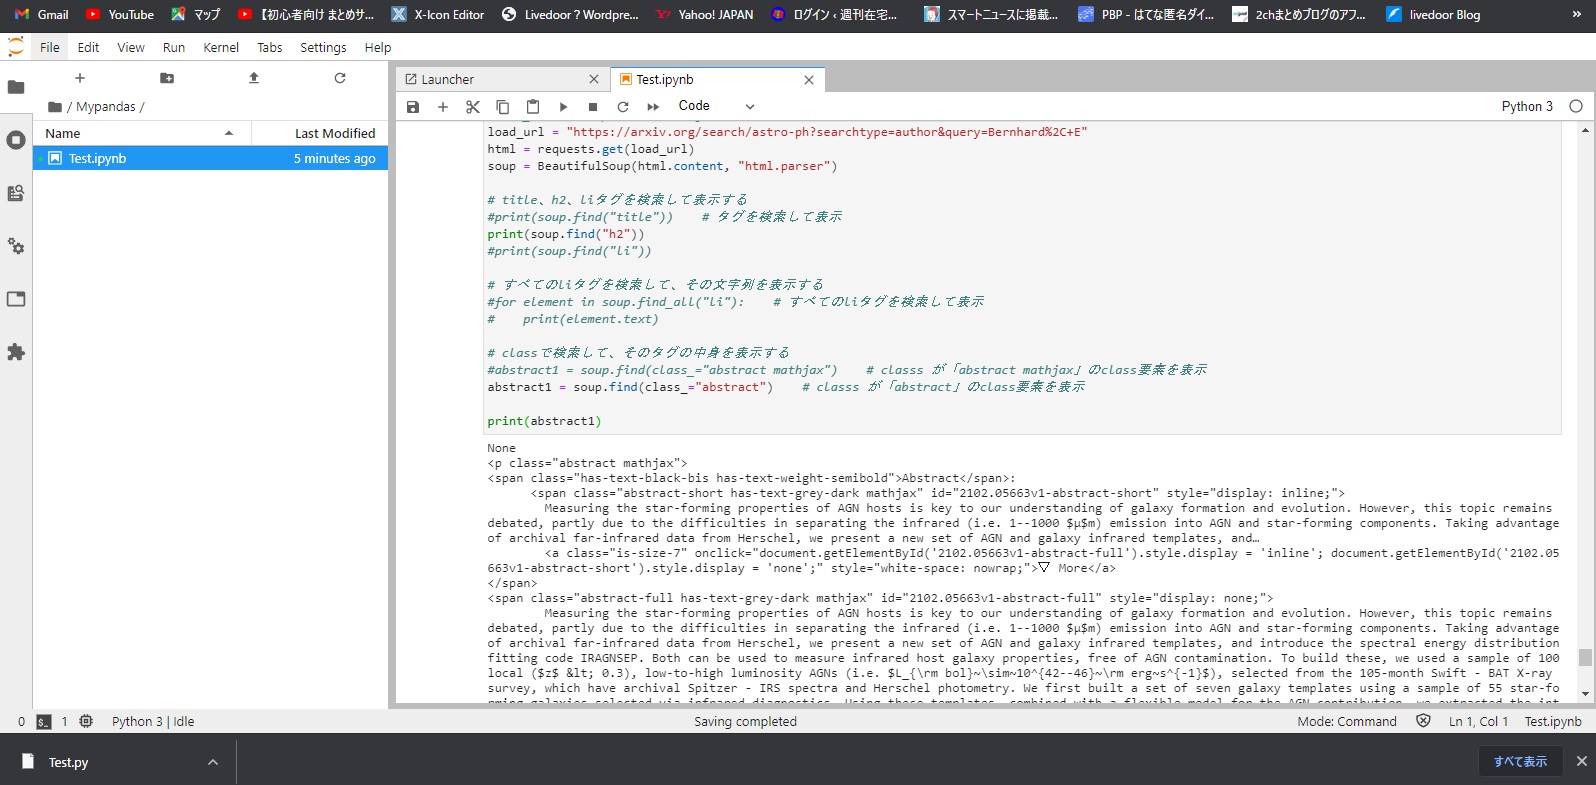 Gmail YouTube マップ 【初心者向け まとめサ... X-Icon Editor Livedoor ? Wordpre... Yahoo! JAPAN ログイン ‹ 週刊在宅... スマートニュースに掲載... PBP - はてな匿名ダイ... 2chまとめブログのアフ... livedoor Blog »
File Edit View Run Kernel Tabs Settings Help
Launcher Test.ipynb
/ Mypandas /
Code Python 3
Name Last Modified
Test.ipynb 5 minutes ago
load_url = "https://arxiv.org/search/astro-ph?searchtype=author&query=Bernhard%2C+E"
html = requests.get(load_url)
soup = BeautifulSoup(html.content, "html.parser")
# title、h2、liタグを検索して表示する
#print(soup.find("title")) # タグを検索して表示
print(soup.find("h2"))
#print(soup.find("li"))
# すべてのliタグを検索して、その文字列を表示する
#for element in soup.find_all("li"): # すべてのliタグを検索して表示
# print(element.text)
# classで検索して、そのタグの中身を表示する
#abstract1 = soup.find(class_="abstract mathjax") # classs が「abstract mathjax」のclass要素を表示
abstract1 = soup.find(class_="abstract") # classs が「abstract」のclass要素を表示
print(abstract1)
None
<p class="abstract mathjax">
<span class="has-text-black-bis has-text-weight-semibold">Abstract</span>:
<span class="abstract-short has-text-grey-dark mathjax" id="2102.05663v1-abstract-short" style="display: inline;">
Measuring the star-forming properties of AGN hosts is key to our understanding of galaxy formation and evolution. However, this topic remains
debated, partly due to the difficulties in separating the infrared (i.e. 1--1000 $μ$m) emission into AGN and star-forming components. Taking advantage
of archival far-infrared data from Herschel, we present a new set of AGN and galaxy infrared templates, and…
<a class="is-size-7" onclick="document.getElementById('2102.05663v1-abstract-full').style.display = 'inline'; document.getElementById('2102.05
663v1-abstract-short').style.display = 'none';" style="white-space: nowrap;">▽ More</a>
</span>
<span class="abstract-full has-text-grey-dark mathjax" id="2102.05663v1-abstract-full" style="display: none;">
Measuring the star-forming properties of AGN hosts is key to our understanding of galaxy formation and evolution. However, this topic remains
debated, partly due to the difficulties in separating the infrared (i.e. 1--1000 $μ$m) emission into AGN and star-forming components. Taking advantage
of archival far-infrared data from Herschel, we present a new set of AGN and galaxy infrared templates, and introduce the spectral energy distribution
fitting code IRAGNSEP. Both can be used to measure infrared host galaxy properties, free of AGN contamination. To build these, we used a sample of 100
local ($z$ &lt; 0.3), low-to-high luminosity AGNs (i.e. $L_{\rm bol}~\sim~10^{42--46}~\rm erg~s^{-1}$), selected from the 105-month Swift - BAT X-ray
survey, which have archival Spitzer - IRS spectra and Herschel photometry. We first built a set of seven galaxy templates using a sample of 55 star-fo
rming galaxies selected via infrared diagnostics. Using these templates, combined with a flexible model for the AGN contribution, we extracted the int
0 $_ 1 Python 3 | Idle Saving completed Mode: Command Ln 1, Col 1 Test.ipynb
Test.py すべて表示